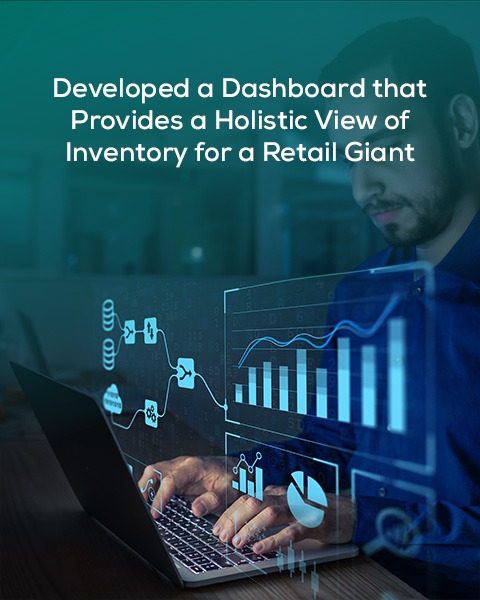 Developed a Dashboard that
Provides a Holistic View of
Inventory for a Retail Giant